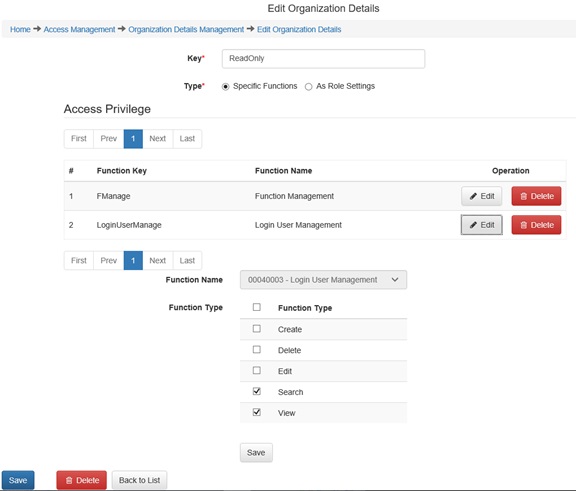 Edit Organization Details
Home → Access Management → Organization Details Management → Edit Organization Details
Key* ReadOnly
Type* Specific Functions As Role Settings
Access Privilege
First Prev 1 Next Last
# Function Key Function Name Operation
1 FManage Function Management Edit Delete
2 LoginUserManage Login User Management Edit Delete
First Prev 1 Next Last
Function Name 00040003 - Login User Management
Function Type Function Type
Create
Delete
Edit
Search
View
Save
Save Delete Back to List